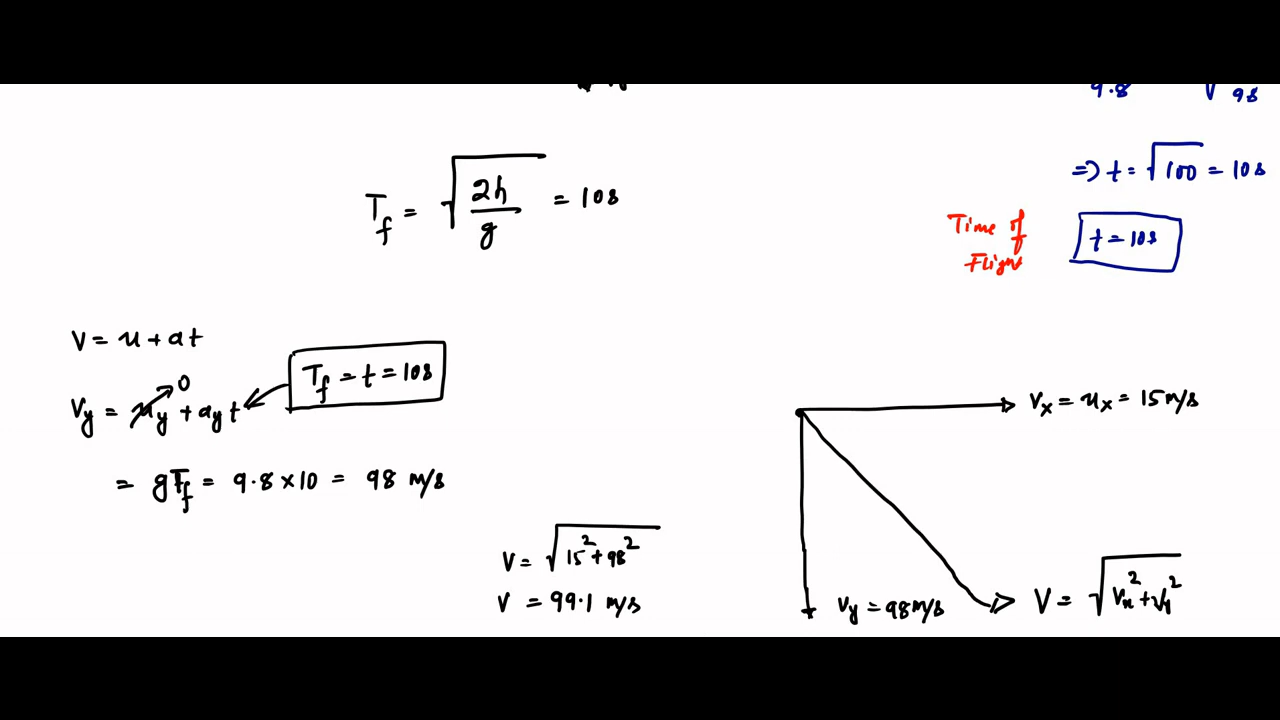 9.8 √98
⇒ t = √100 = 10s
T_f = √(2h/g) = 10s
Time of
t = 10s
v = u + at
T_f = t = 10s
0
v_y = u_y + a_y t
= gT_f = 9.8 × 10 = 98 m/s
v_x = u_x = 15 m/s
v = √15² + 98²
v = 99.1 m/s
v_y = 98 m/s
v = √v_x² + v_y²